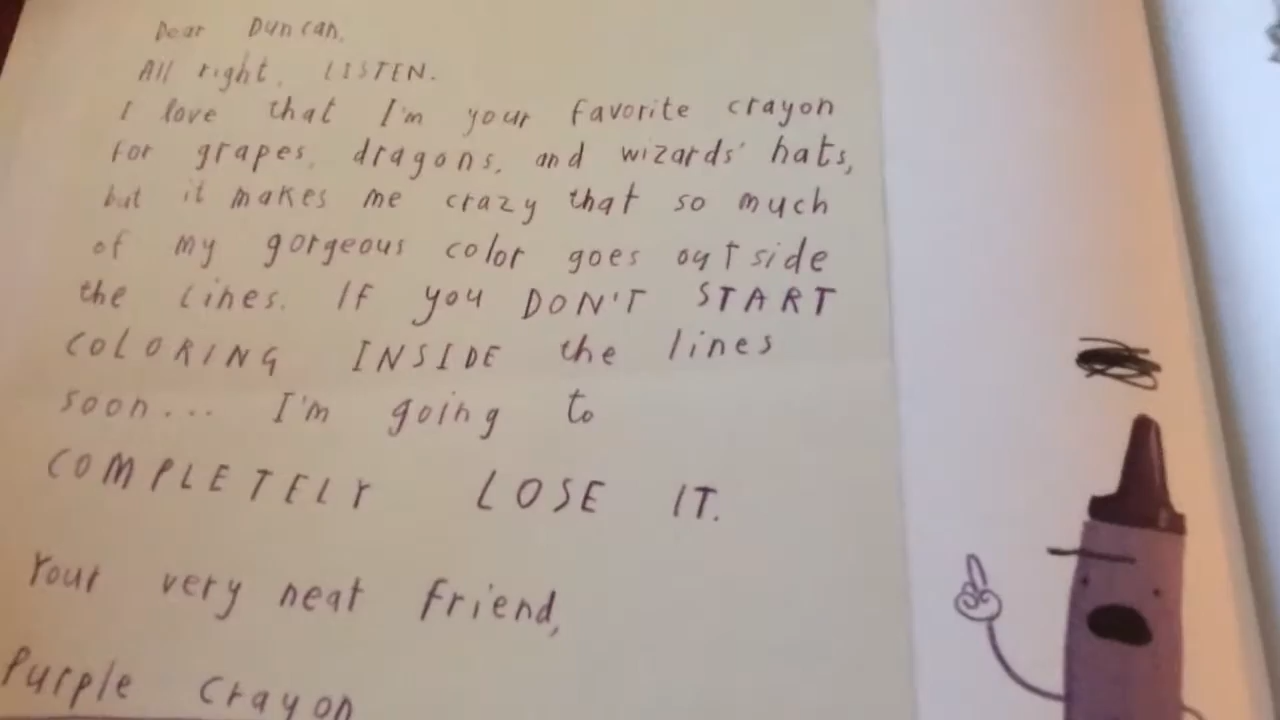 Dear Duncan,
All right, LISTEN.
I love that I'm your favorite crayon
for grapes, dragons, and wizards' hats,
but it makes me crazy that so much
of my gorgeous color goes outside
the lines. If you DON'T START
COLORING INSIDE the lines
soon... I'm going to
COMPLETELY LOSE IT.
Your very neat friend,
Purple Crayon